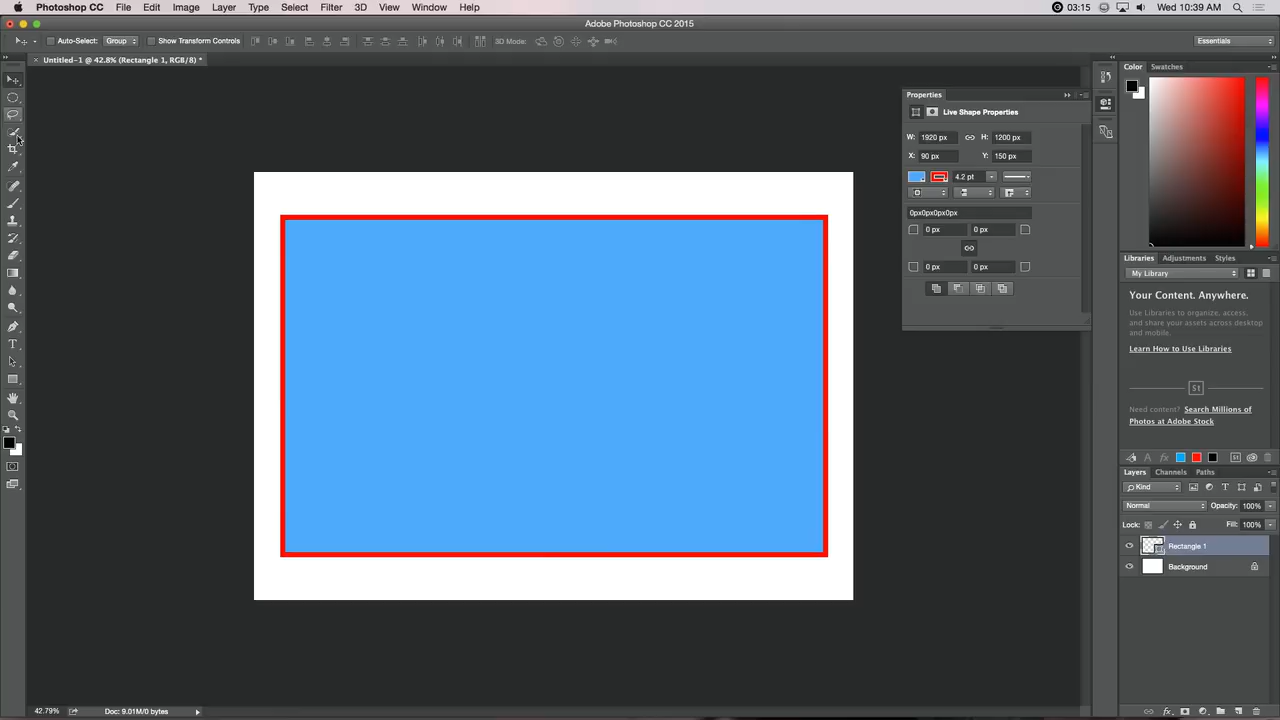 Photoshop CC File Edit Image Layer Type Select Filter 3D View Window Help 03:15 Wed 10:39 AM
Adobe Photoshop CC 2015
Auto-Select: Group Show Transform Controls 3D Mode: Essentials
× Untitled-1 @ 42.8% (Rectangle 1, RGB/8) *
Color Swatches
Properties
Live Shape Properties
W: 1920 px H: 1200 px
X: 90 px Y: 150 px
4.2 pt
0px0px0px0px
0 px 0 px
0 px 0 px
Libraries Adjustments Styles
My Library
Your Content. Anywhere.
Use Libraries to organize, access,
and share your assets across desktop
and mobile.
Learn How to Use Libraries
St
Need content? Search Millions of
Photos at Adobe Stock
A fx St
Layers Channels Paths
Kind T
Normal Opacity: 100%
Lock: Fill: 100%
Rectangle 1
Background
T
42.79% Doc: 9.01M/0 bytes fx